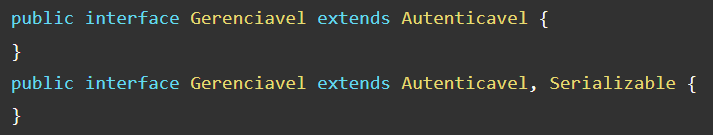 public interface Gerenciavel extends Autenticavel {
}
public interface Gerenciavel extends Autenticavel, Serializable {
}